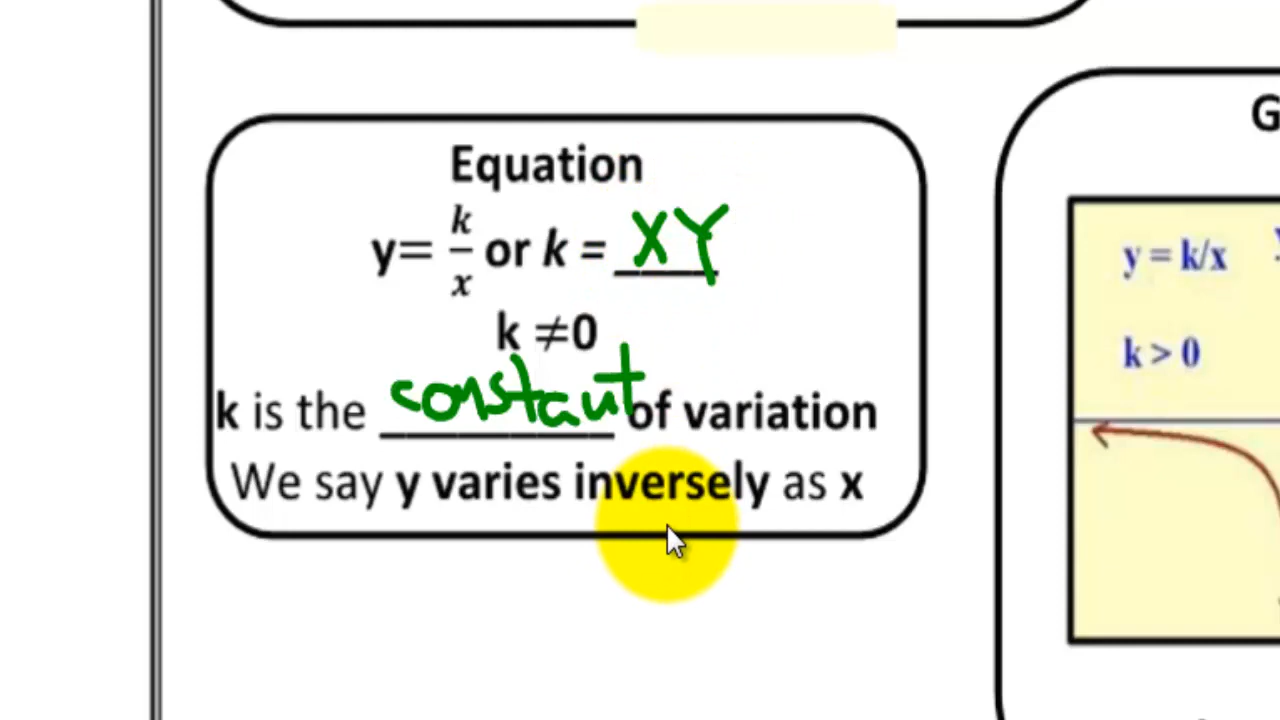 Equation
y= k/x or k = XY
k ≠0
k is the constant of variation
We say y varies inversely as x
G
y = k/x
k > 0